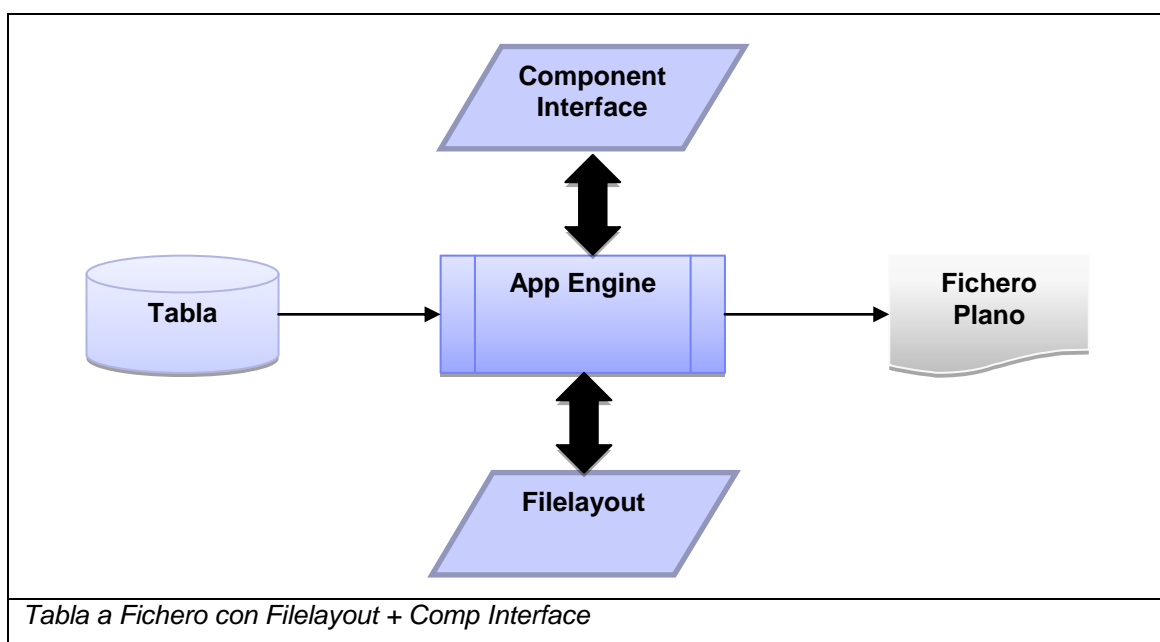 Component
Interface
Tabla
App Engine
Fichero
Plano
Filelayout
Tabla a Fichero con Filelayout + Comp Interface